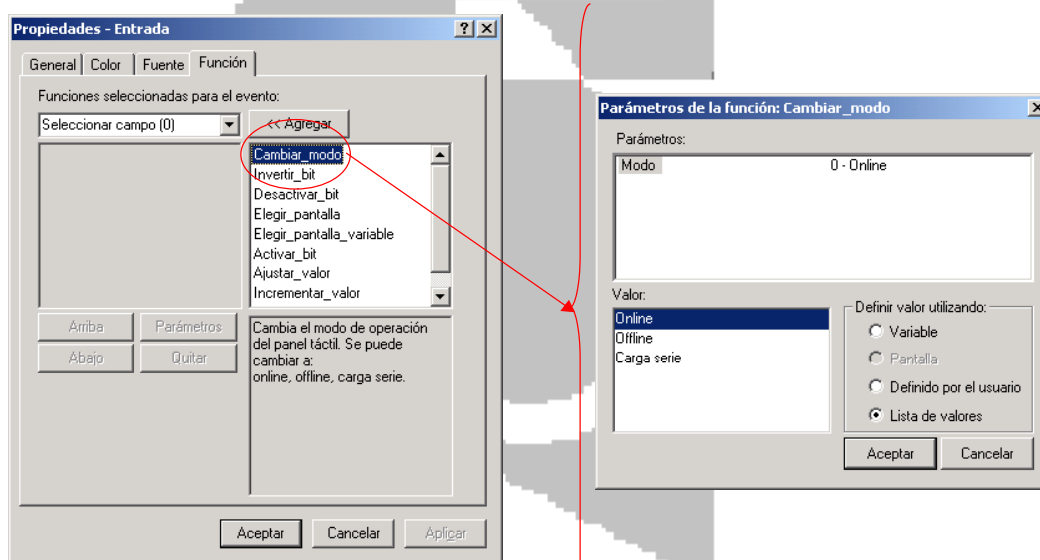 Propiedades - Entrada
General Color Fuente Función
Funciones seleccionadas para el evento:
Seleccionar campo (0) << Agregar
Cambiar_modo
Invertir_bit
Desactivar_bit
Elegir_pantalla
Elegir_pantalla_variable
Activar_bit
Ajustar_valor
Incrementar_valor
Arriba Parámetros
Abajo Quitar
Cambia el modo de operación
del panel táctil. Se puede
cambiar a:
online, offline, carga serie.
Aceptar Cancelar Aplicar
Parámetros de la función: Cambiar_modo
Parámetros:
Modo 0 - Online
Valor:
Online
Offline
Carga serie
Definir valor utilizando:
Variable
Pantalla
Definido por el usuario
Lista de valores
Aceptar Cancelar